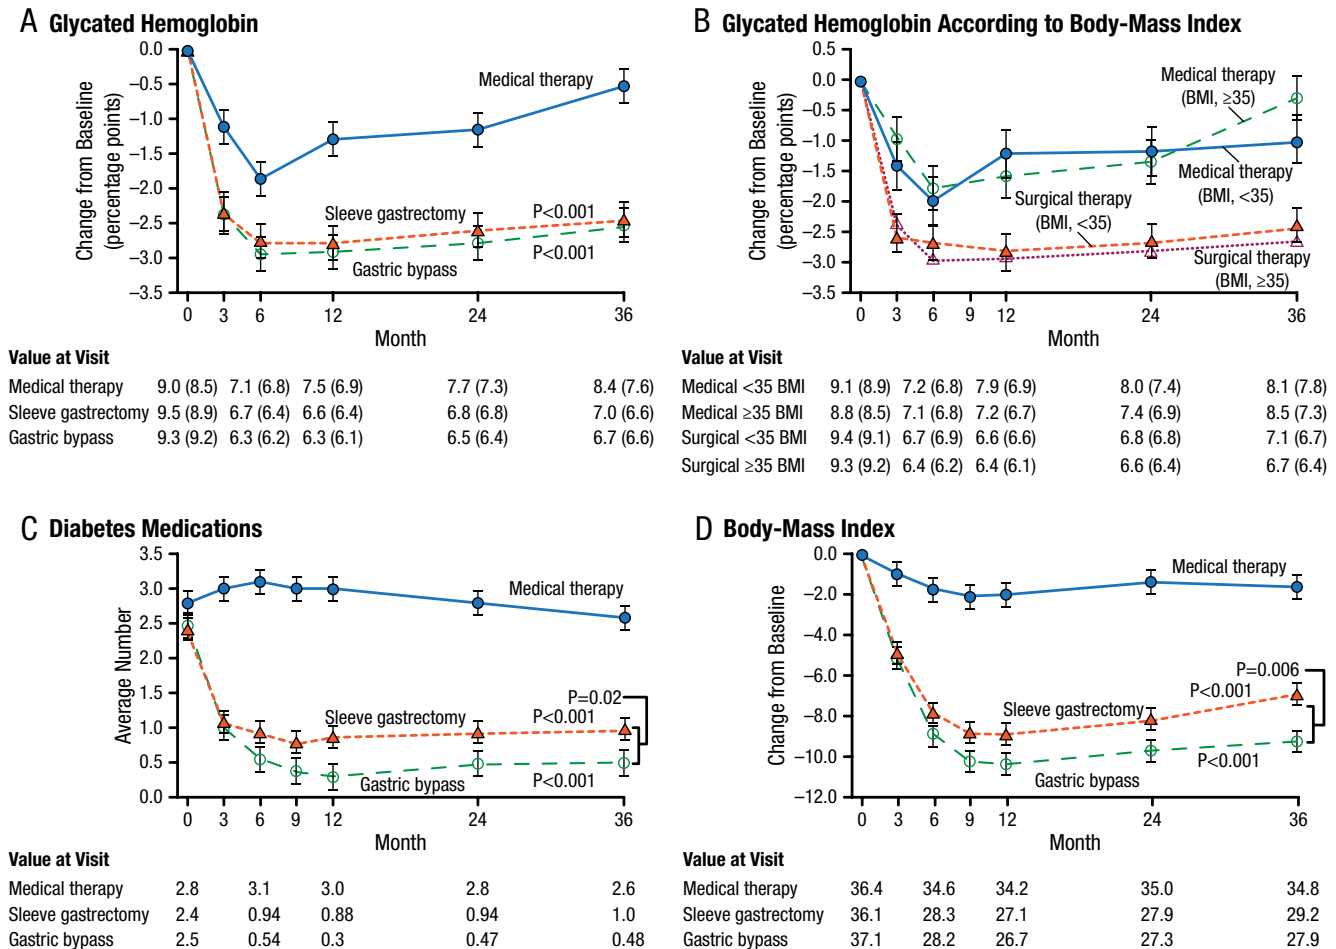 A Glycated Hemoglobin
Change from Baseline
(percentage points)
0.0
–0.5
–1.0
–1.5
–2.0
–2.5
–3.0
–3.5
Medical therapy
Sleeve gastrectomy
P<0.001
P<0.001
Gastric bypass
0 3 6 12 24 36
Month
Value at Visit
Medical therapy 9.0 (8.5) 7.1 (6.8) 7.5 (6.9) 7.7 (7.3) 8.4 (7.6)
Sleeve gastrectomy 9.5 (8.9) 6.7 (6.4) 6.6 (6.4) 6.8 (6.8) 7.0 (6.6)
Gastric bypass 9.3 (9.2) 6.3 (6.2) 6.3 (6.1) 6.5 (6.4) 6.7 (6.6)
B Glycated Hemoglobin According to Body-Mass Index
Change from Baseline
(percentage points)
0.5
0.0
–0.5
–1.0
–1.5
–2.0
–2.5
–3.0
–3.5
Medical therapy
(BMI, ≥35)
Medical therapy
(BMI, <35)
Surgical therapy
(BMI, <35)
Surgical therapy
(BMI, ≥35)
0 3 6 9 12 24 36
Month
Value at Visit
Medical <35 BMI 9.1 (8.9) 7.2 (6.8) 7.9 (6.9) 8.0 (7.4) 8.1 (7.8)
Medical ≥35 BMI 8.8 (8.5) 7.1 (6.8) 7.2 (6.7) 7.4 (6.9) 8.5 (7.3)
Surgical <35 BMI 9.4 (9.1) 6.7 (6.9) 6.6 (6.6) 6.8 (6.8) 7.1 (6.7)
Surgical ≥35 BMI 9.3 (9.2) 6.4 (6.2) 6.4 (6.1) 6.6 (6.4) 6.7 (6.4)
C Diabetes Medications
Average Number
3.5
3.0
2.5
2.0
1.5
1.0
0.5
0.0
Medical therapy
P=0.02
Sleeve gastrectomy
P<0.001
Gastric bypass
P<0.001
0 3 6 9 12 24 36
Month
Value at Visit
Medical therapy 2.8 3.1 3.0 2.8 2.6
Sleeve gastrectomy 2.4 0.94 0.88 0.94 1.0
Gastric bypass 2.5 0.54 0.3 0.47 0.48
D Body-Mass Index
Change from Baseline
0.0
–2.0
–4.0
–6.0
–8.0
–10.0
–12.0
Medical therapy
P=0.006
P<0.001
Sleeve gastrectomy
P<0.001
Gastric bypass
0 3 6 9 12 24 36
Month
Value at Visit
Medical therapy 36.4 34.6 34.2 35.0 34.8
Sleeve gastrectomy 36.1 28.3 27.1 27.9 29.2
Gastric bypass 37.1 28.2 26.7 27.3 27.9